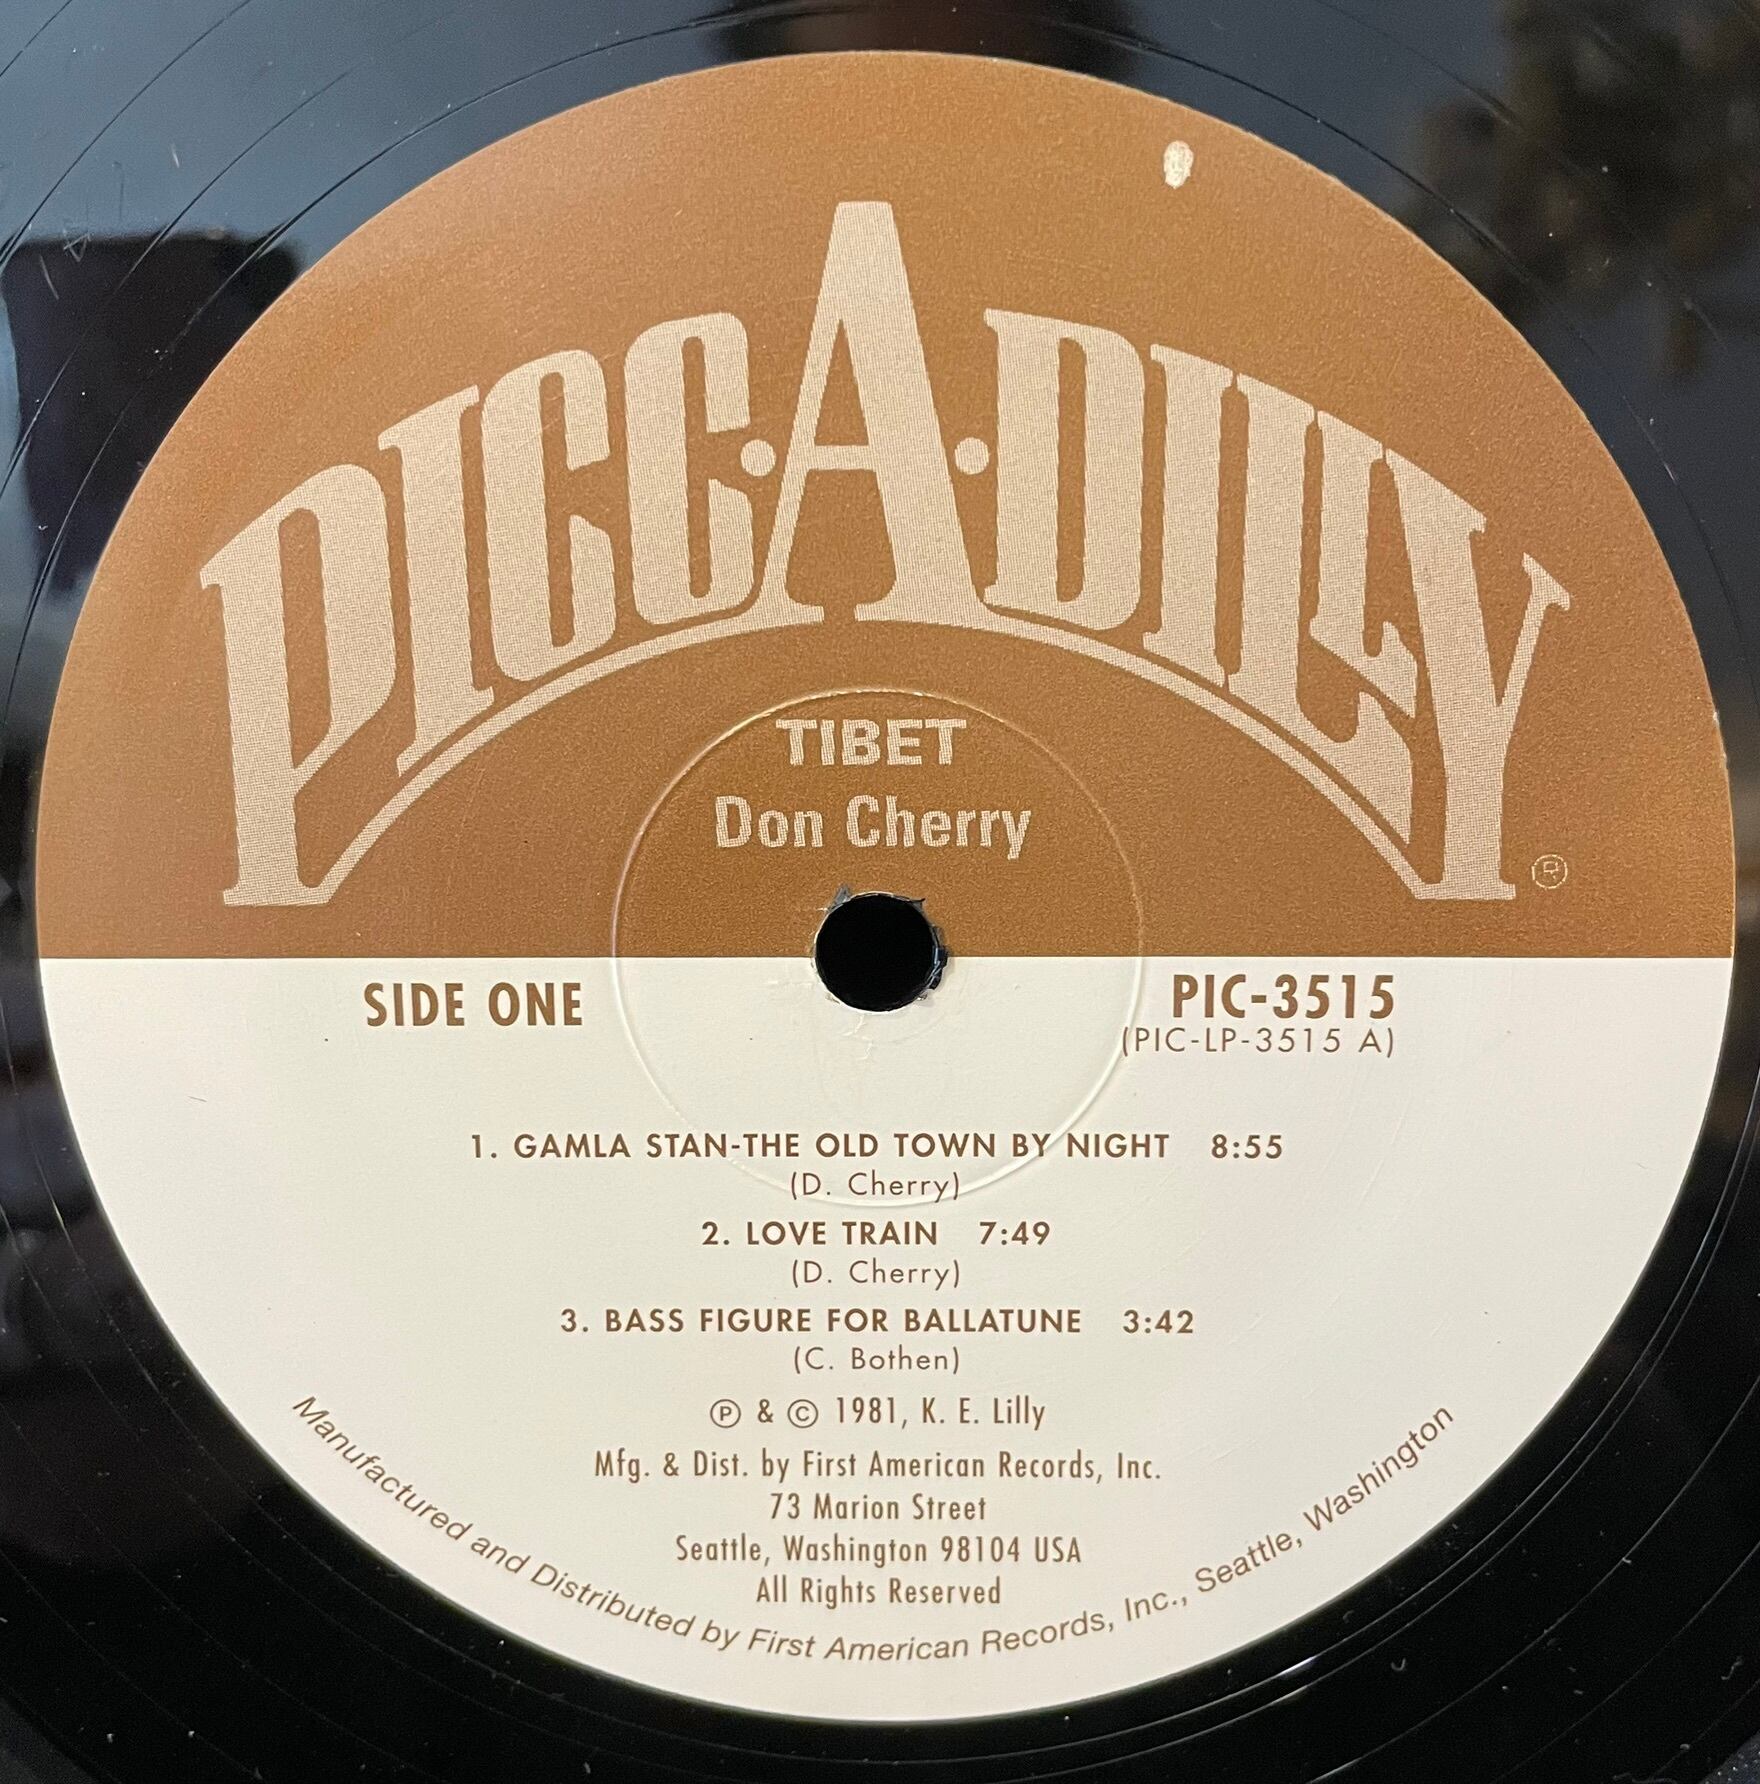 PICC·A·DILLY ®
TIBET
Don Cherry
SIDE ONE
PIC-3515
(PIC-LP-3515 A)
1. GAMLA STAN-THE OLD TOWN BY NIGHT 8:55
(D. Cherry)
2. LOVE TRAIN 7:49
(D. Cherry)
3. BASS FIGURE FOR BALLATUNE 3:42
(C. Bothen)
℗ & © 1981, K. E. Lilly
Mfg. & Dist. by First American Records, Inc.
73 Marion Street
Seattle, Washington 98104 USA
All Rights Reserved
Manufactured and Distributed by First American Records, Inc., Seattle, Washington